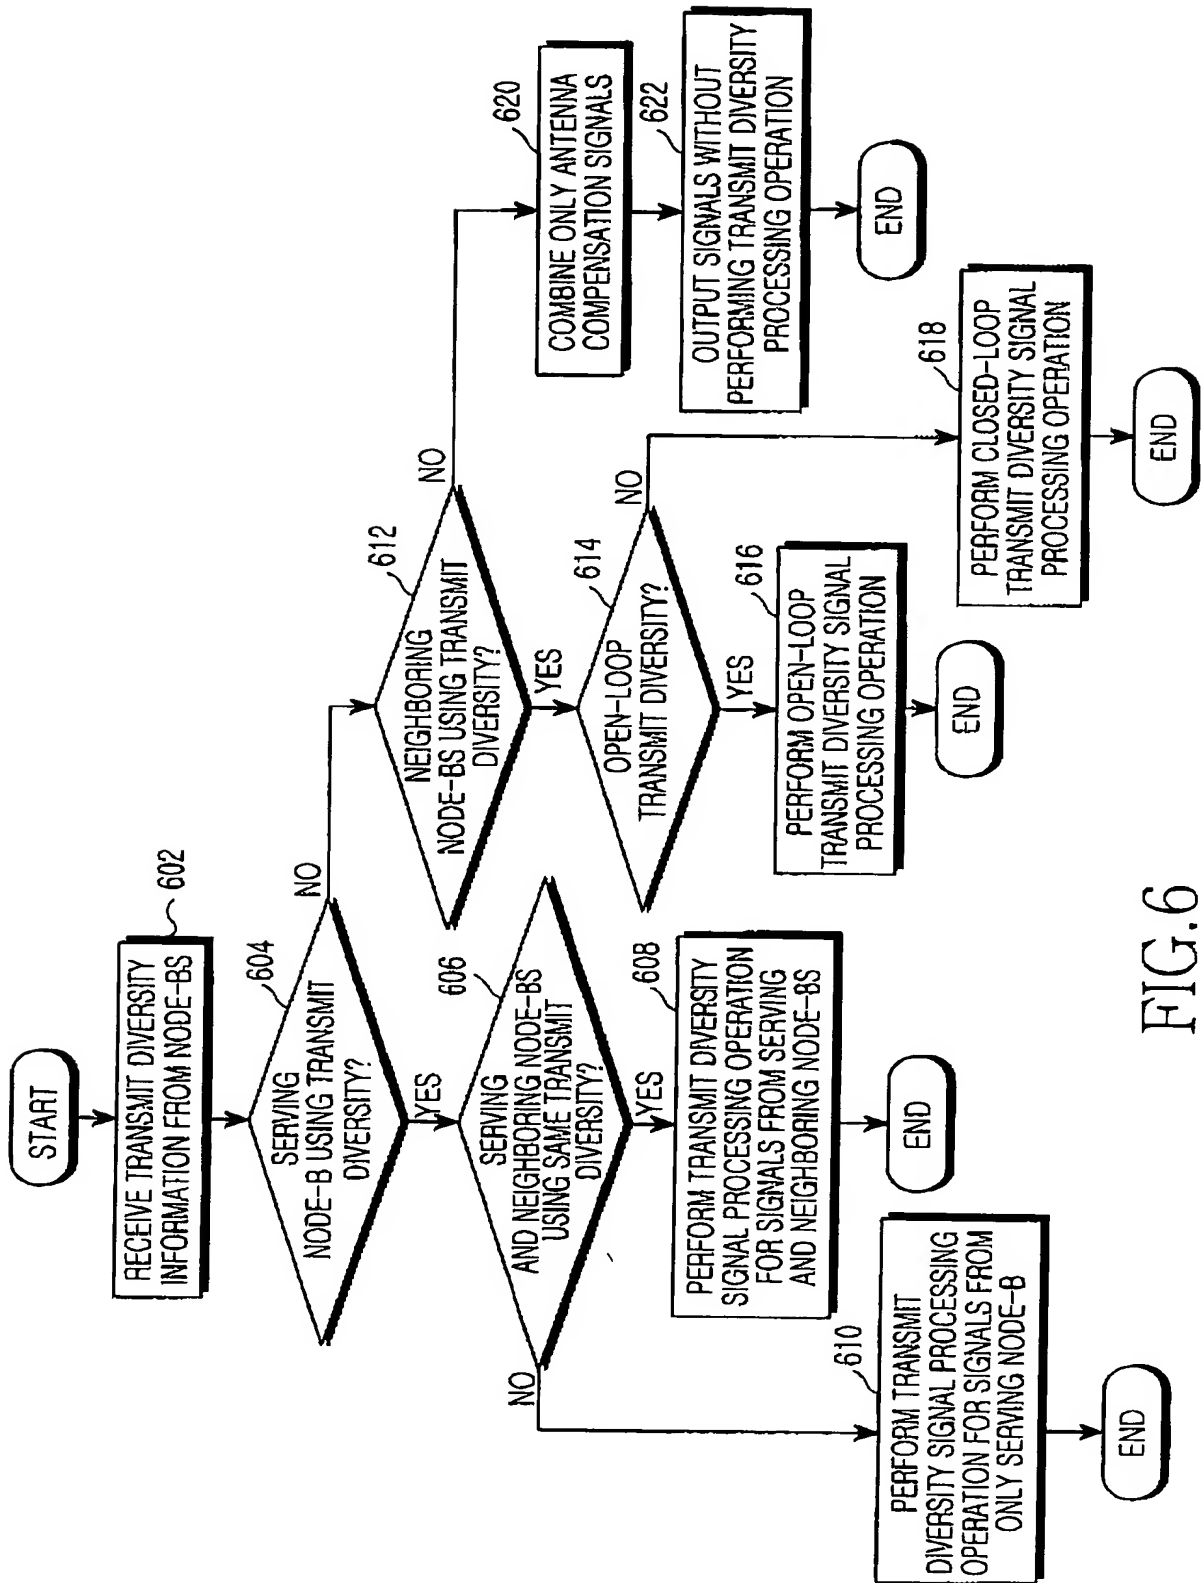 START
602
RECEIVE TRANSMIT DIVERSITY
INFORMATION FROM NODE-BS
604
SERVING
NODE-B USING TRANSMIT
DIVERSITY?
NO
YES
606
SERVING
AND NEIGHBORING NODE-BS
USING SAME TRANSMIT
DIVERSITY?
NO
YES
608
PERFORM TRANSMIT DIVERSITY
SIGNAL PROCESSING OPERATION
FOR SIGNALS FROM SERVING
AND NEIGHBORING NODE-BS
END
610
PERFORM TRANSMIT
DIVERSITY SIGNAL PROCESSING
OPERATION FOR SIGNALS FROM
ONLY SERVING NODE-B
END
612
NEIGHBORING
NODE-BS USING TRANSMIT
DIVERSITY?
NO
YES
614
OPEN-LOOP
TRANSMIT DIVERSITY?
NO
YES
616
PERFORM OPEN-LOOP
TRANSMIT DIVERSITY SIGNAL
PROCESSING OPERATION
END
618
PERFORM CLOSED-LOOP
TRANSMIT DIVERSITY SIGNAL
PROCESSING OPERATION
END
620
COMBINE ONLY ANTENNA
COMPENSATION SIGNALS
622
OUTPUT SIGNALS WITHOUT
PERFORMING TRANSMIT DIVERSITY
PROCESSING OPERATION
END
FIG.6